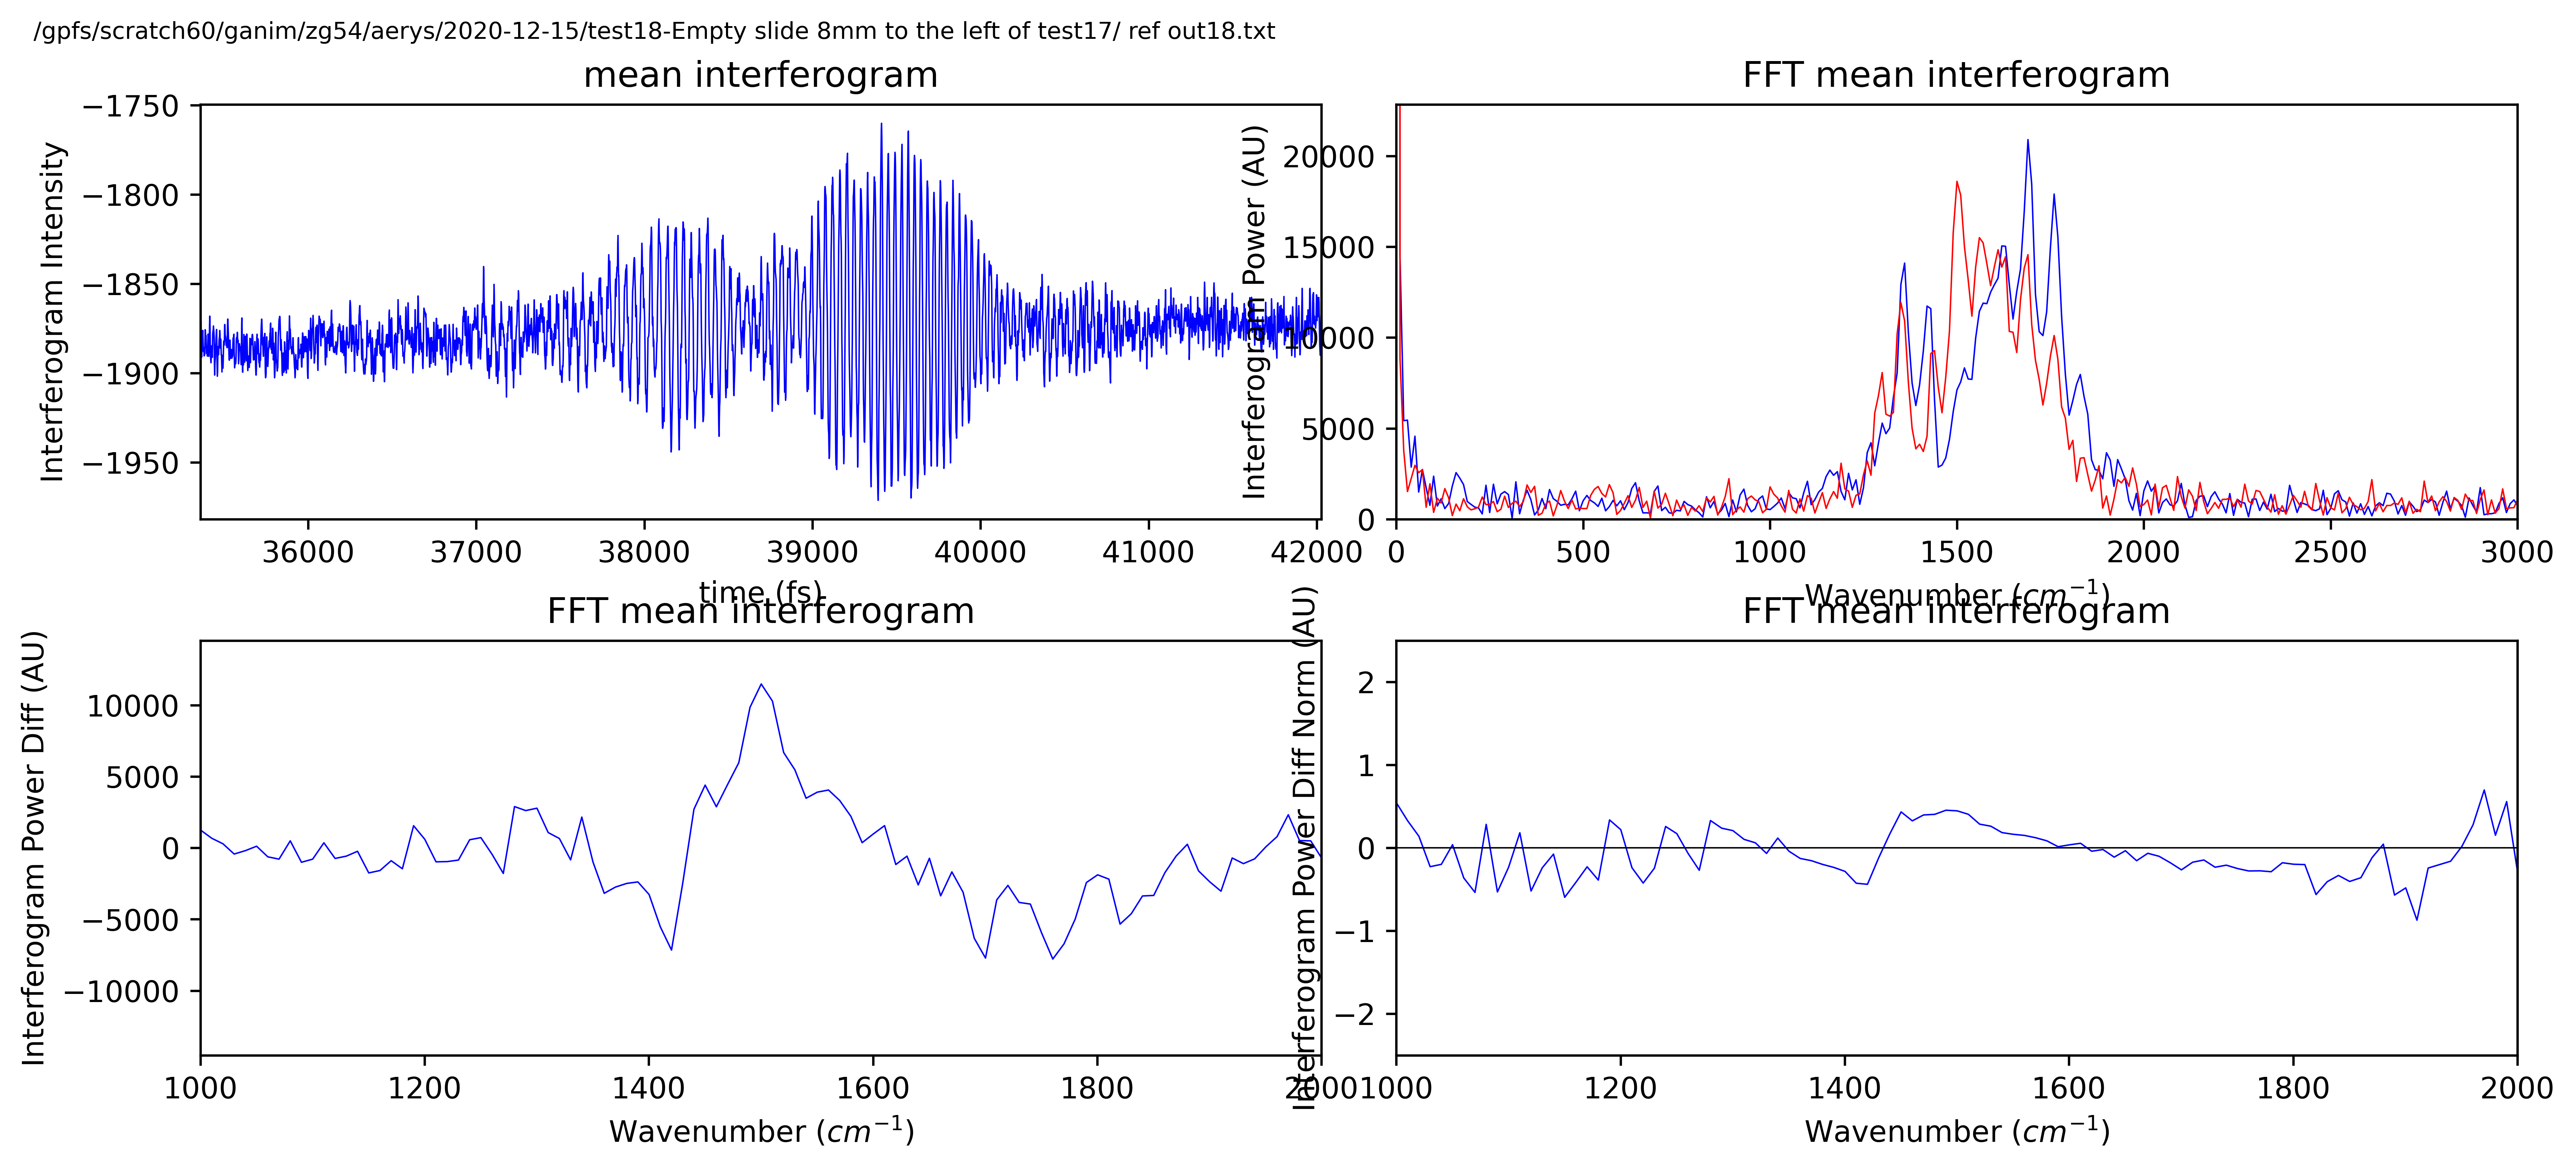 /gpfs/scratch60/ganim/zg54/aerys/2020-12-15/test18-Empty slide 8mm to the left of test17/ ref out18.txt
mean interferogram
Interferogram Intensity
−1750
−1800
−1850
−1900
−1950
36000 37000 38000 39000 40000 41000 42000
time (fs)
FFT mean interferogram
Interferogram Power (AU)
20000
15000
10000
5000
0
0 500 1000 1500 2000 2500 3000
Wavenumber (cm⁻¹)
FFT mean interferogram
Interferogram Power Diff (AU)
10000
5000
0
−5000
−10000
1000 1200 1400 1600 1800 2000
Wavenumber (cm⁻¹)
FFT mean interferogram
Interferogram Power Diff Norm (AU)
2
1
0
−1
−2
1000 1200 1400 1600 1800 2000
Wavenumber (cm⁻¹)